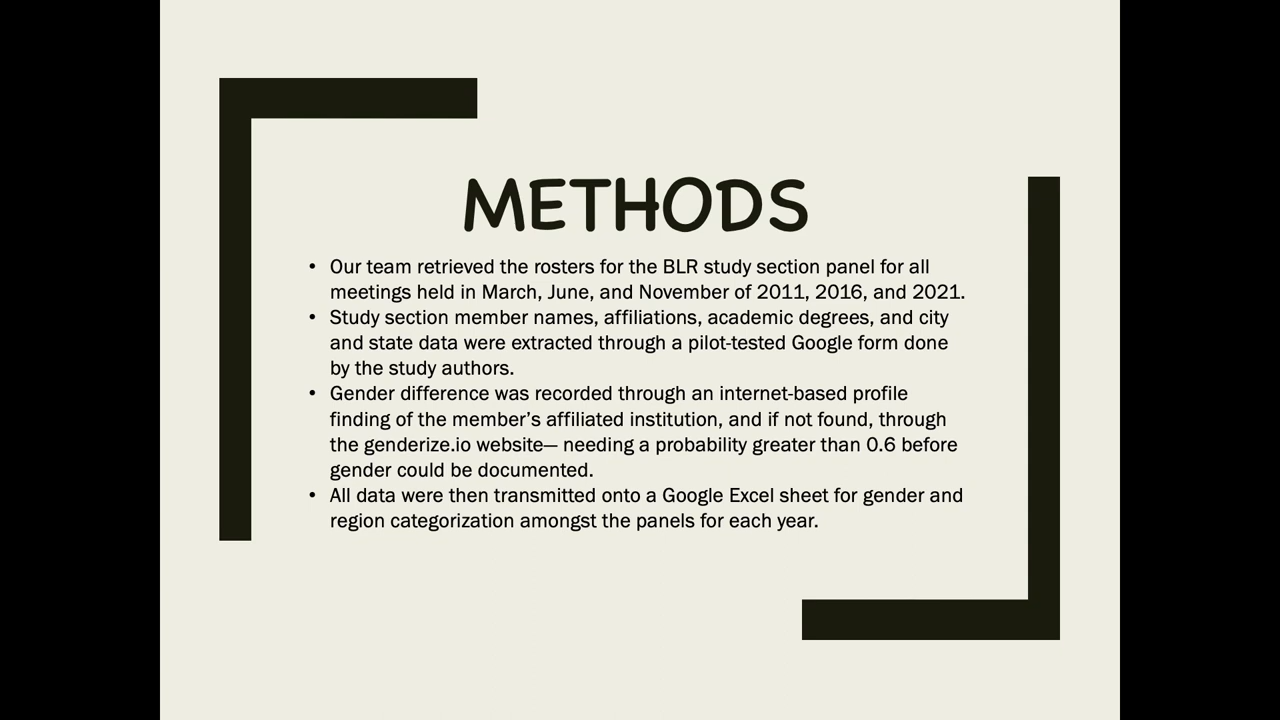 METHODS
• Our team retrieved the rosters for the BLR study section panel for all
meetings held in March, June, and November of 2011, 2016, and 2021.
• Study section member names, affiliations, academic degrees, and city
and state data were extracted through a pilot-tested Google form done
by the study authors.
• Gender difference was recorded through an internet-based profile
finding of the member’s affiliated institution, and if not found, through
the genderize.io website— needing a probability greater than 0.6 before
gender could be documented.
• All data were then transmitted onto a Google Excel sheet for gender and
region categorization amongst the panels for each year.